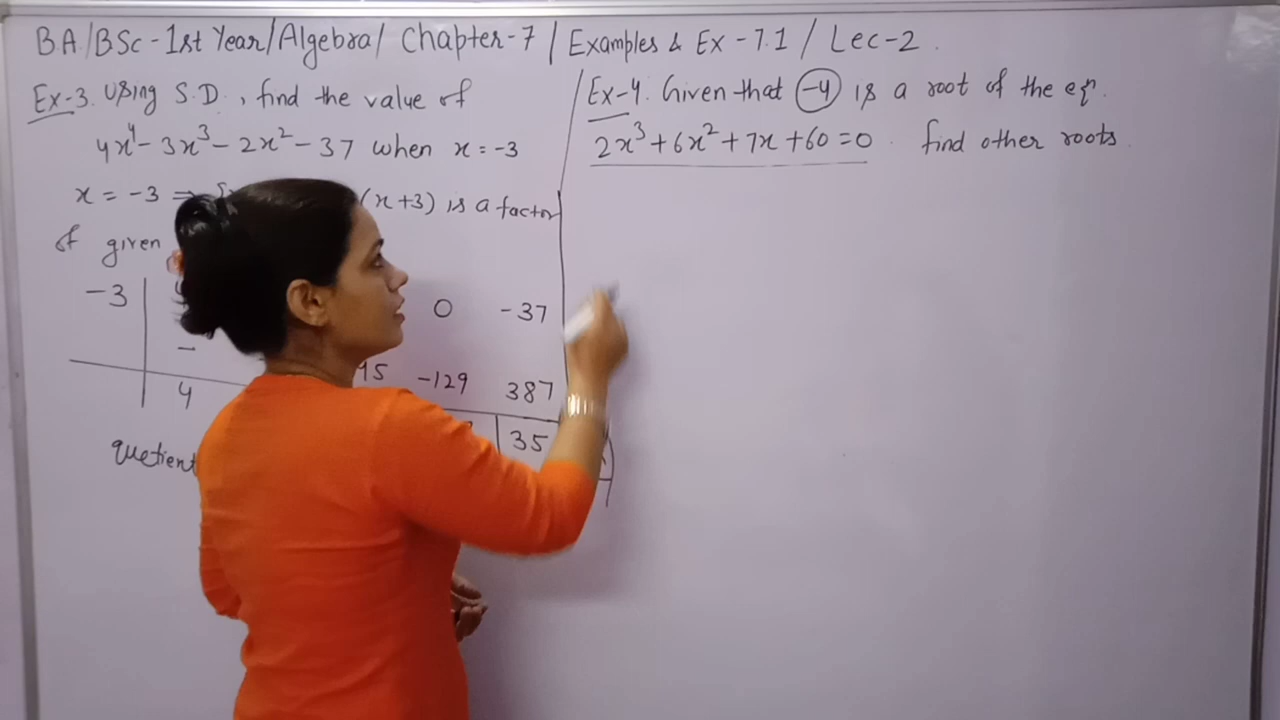 BA/BSc-1st Year/Algebra/ Chapter-7 / Examples & Ex-7.1 / Lec-2.
Ex-3. Using S.D., find the value of
4x⁴- 3x³- 2x² - 37 when x = -3
x = -3 ⇒ (x+3) is a factor
of given
-3 0 -37
-
15 -129 387
4 35
quetient
Ex-4. Given that -4 is a root of the eqⁿ.
2x³+6x²+7x+60=0. find other roots.